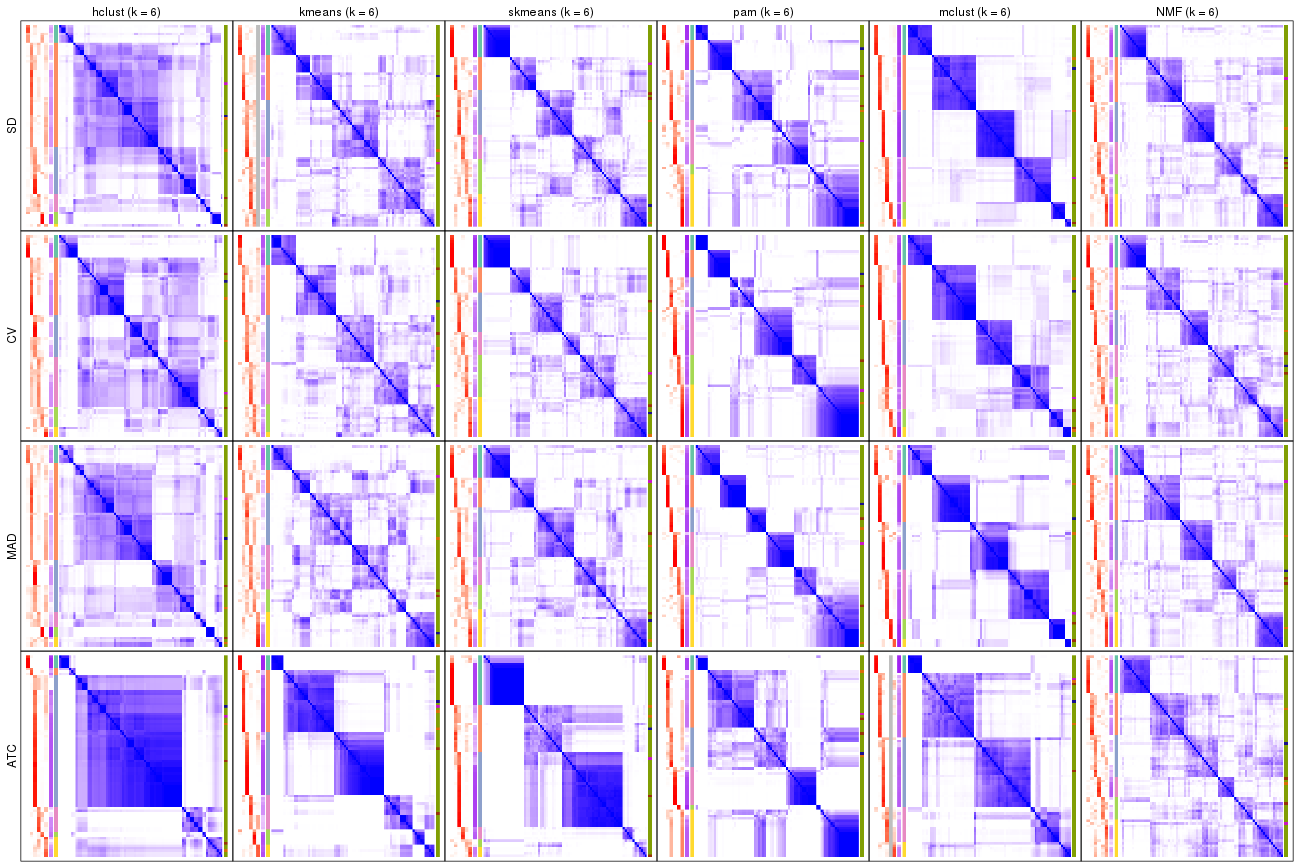 hclust (k = 6) kmeans (k = 6) skmeans (k = 6) pam (k = 6) mclust (k = 6) NMF (k = 6)
SD
CV
MAD
ATC